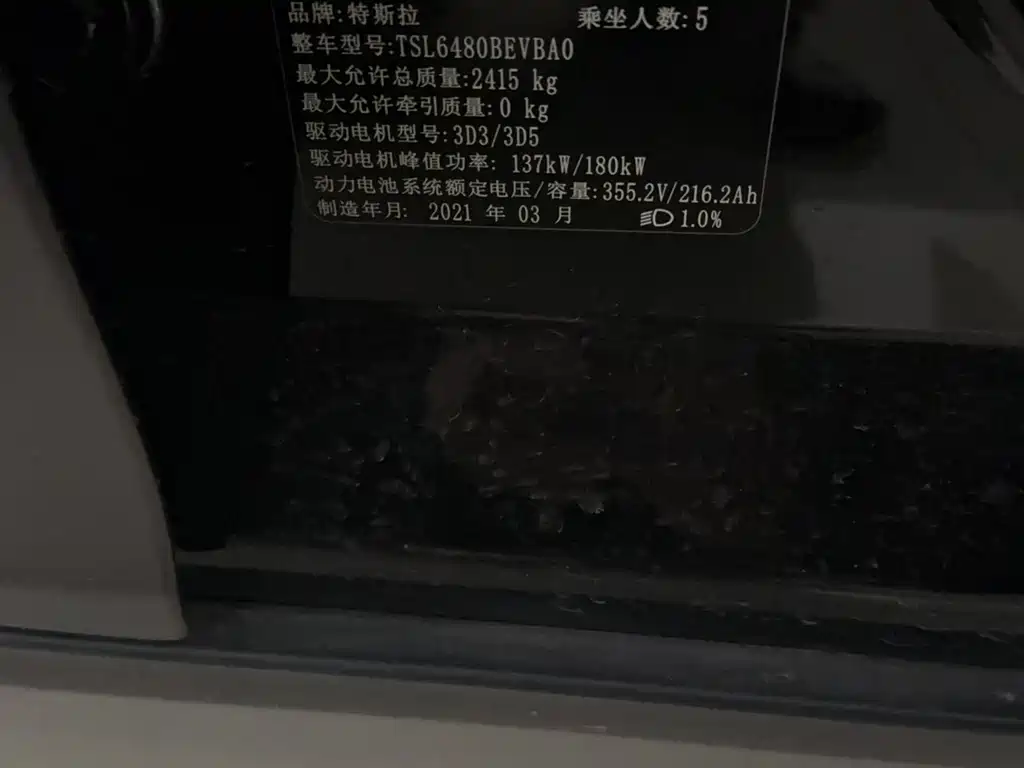 品牌:特斯拉 乘坐人数:5
整车型号:TSL6480BEVBA0
最大允许总质量:2415 kg
最大允许牵引质量:0 kg
驱动电机型号:3D3/3D5
驱动电机峰值功率: 137kW/180kW
动力电池系统额定电压/容量:355.2V/216.2Ah
制造年月: 2021 年 03 月 1.0%